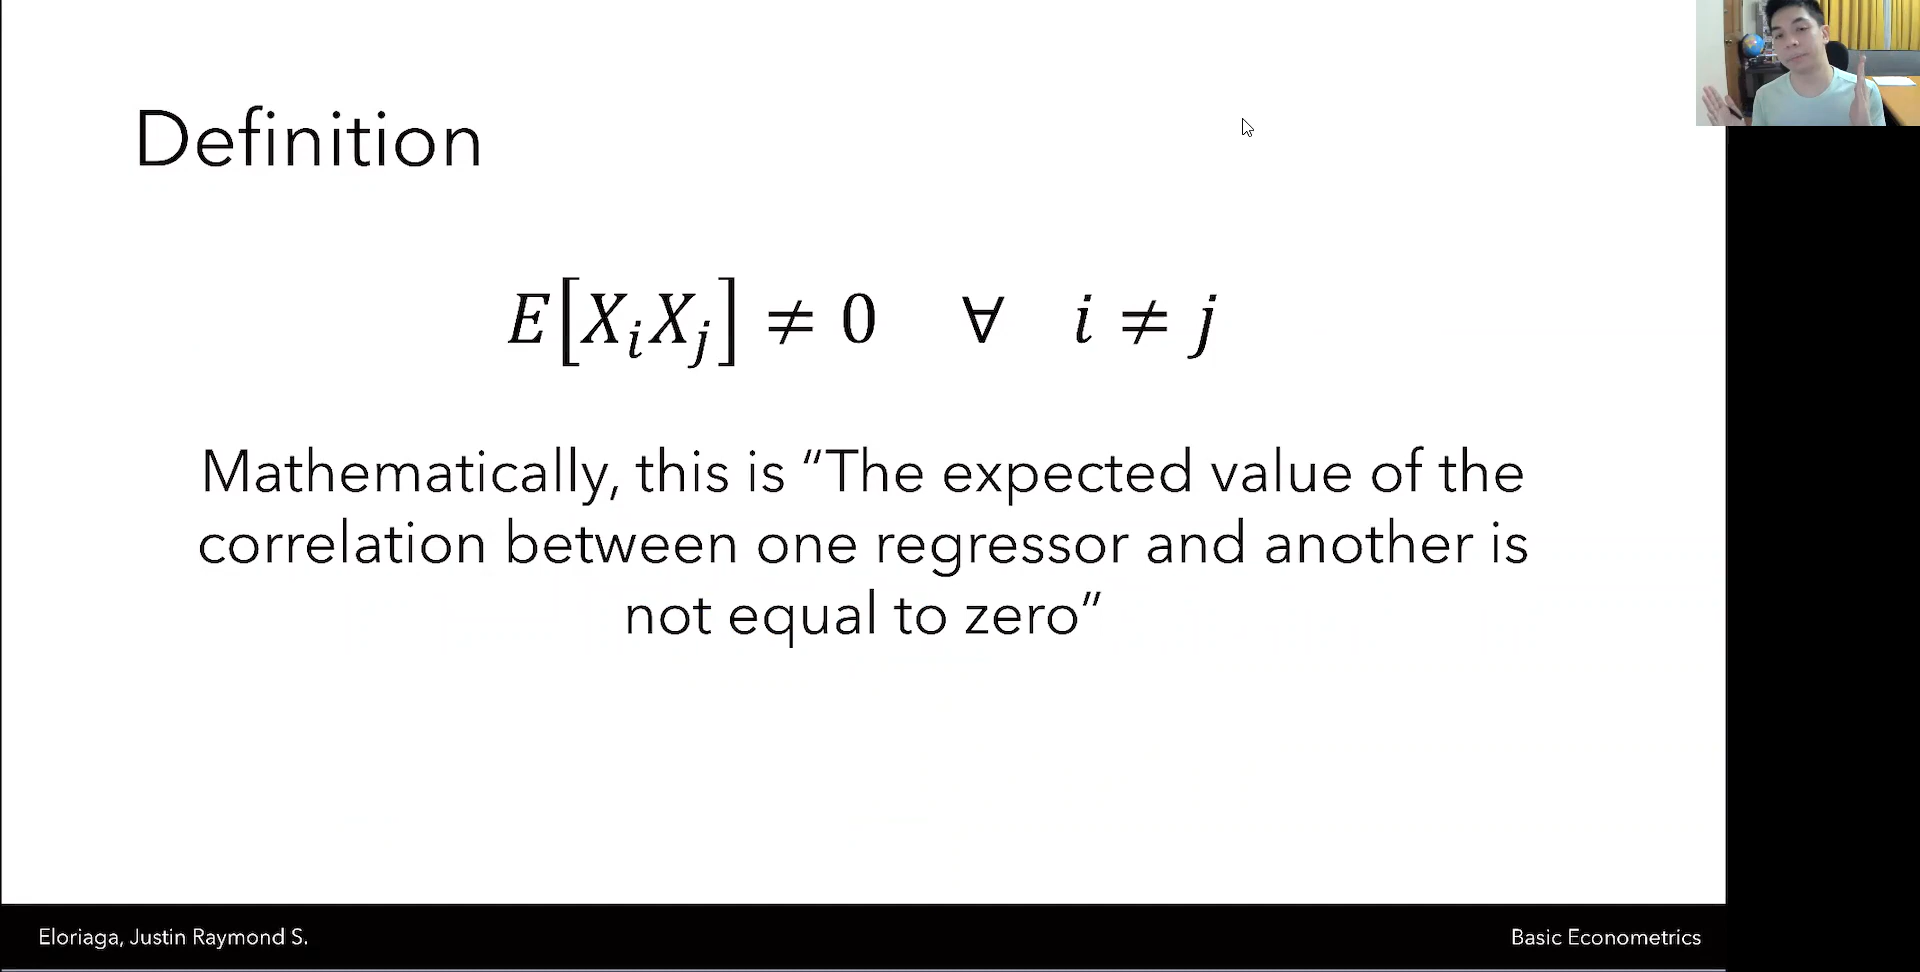 Definition
E[XᵢXⱼ] ≠ 0 ∀ i ≠ j
Mathematically, this is “The expected value of the
correlation between one regressor and another is
not equal to zero”
Eloriaga, Justin Raymond S.
Basic Econometrics